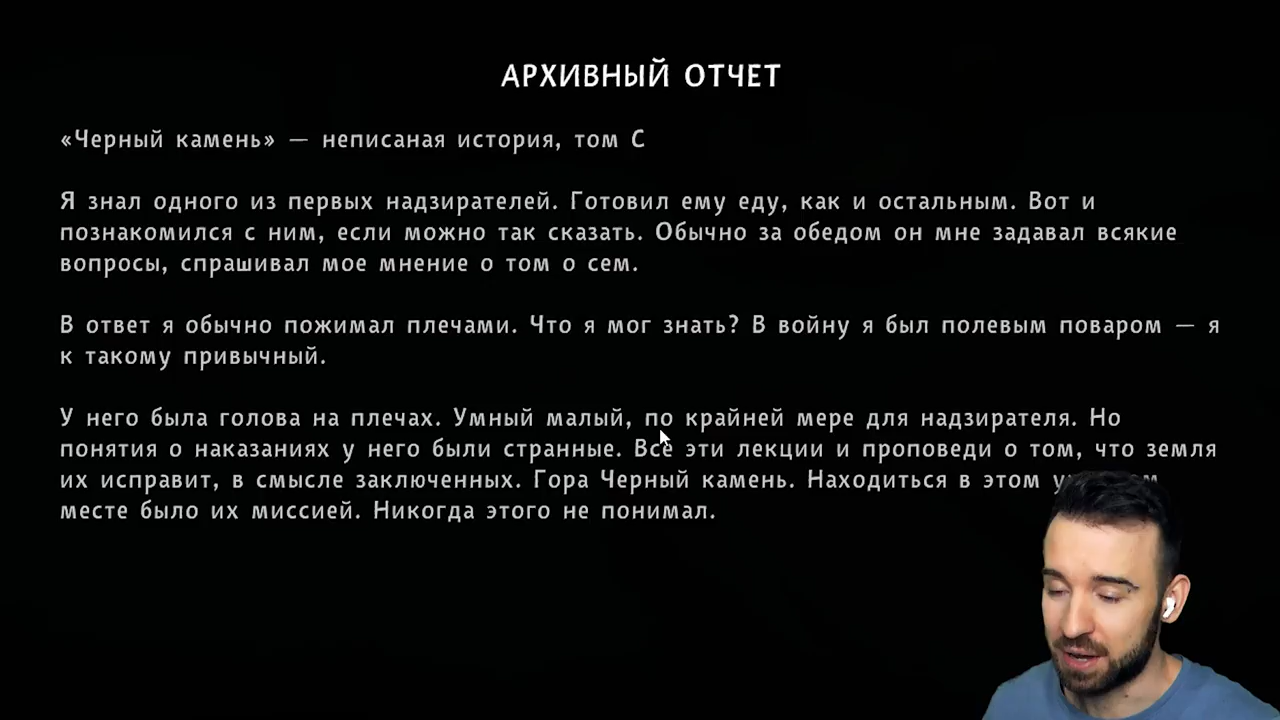 АРХИВНЫЙ ОТЧЕТ
«Черный камень» — неписаная история, том С
Я знал одного из первых надзирателей. Готовил ему еду, как и остальным. Вот и
познакомился с ним, если можно так сказать. Обычно за обедом он мне задавал всякие
вопросы, спрашивал мое мнение о том о сем.
В ответ я обычно пожимал плечами. Что я мог знать? В войну я был полевым поваром — я
к такому привычный.
У него была голова на плечах. Умный малый, по крайней мере для надзирателя. Но
понятия о наказаниях у него были странные. Все эти лекции и проповеди о том, что земля
их исправит, в смысле заключенных. Гора Черный камень. Находиться в этом
месте было их миссией. Никогда этого не понимал.